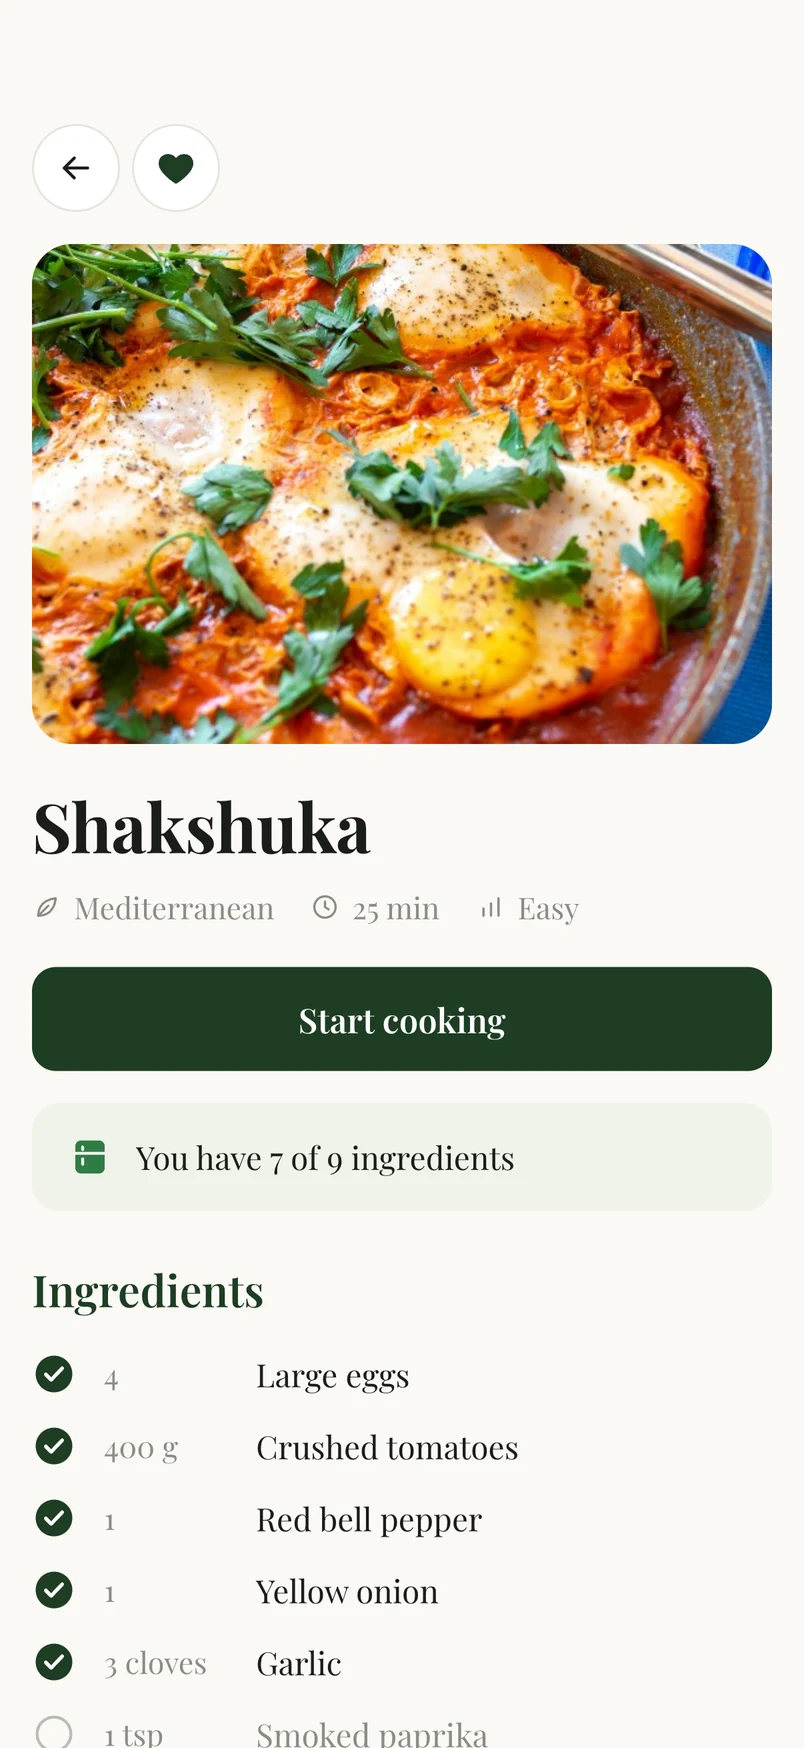 Shakshuka
Mediterranean 25 min Easy
Start cooking
You have 7 of 9 ingredients
Ingredients
4 Large eggs
400 g Crushed tomatoes
1 Red bell pepper
1 Yellow onion
3 cloves Garlic
1 tsp Smoked paprika